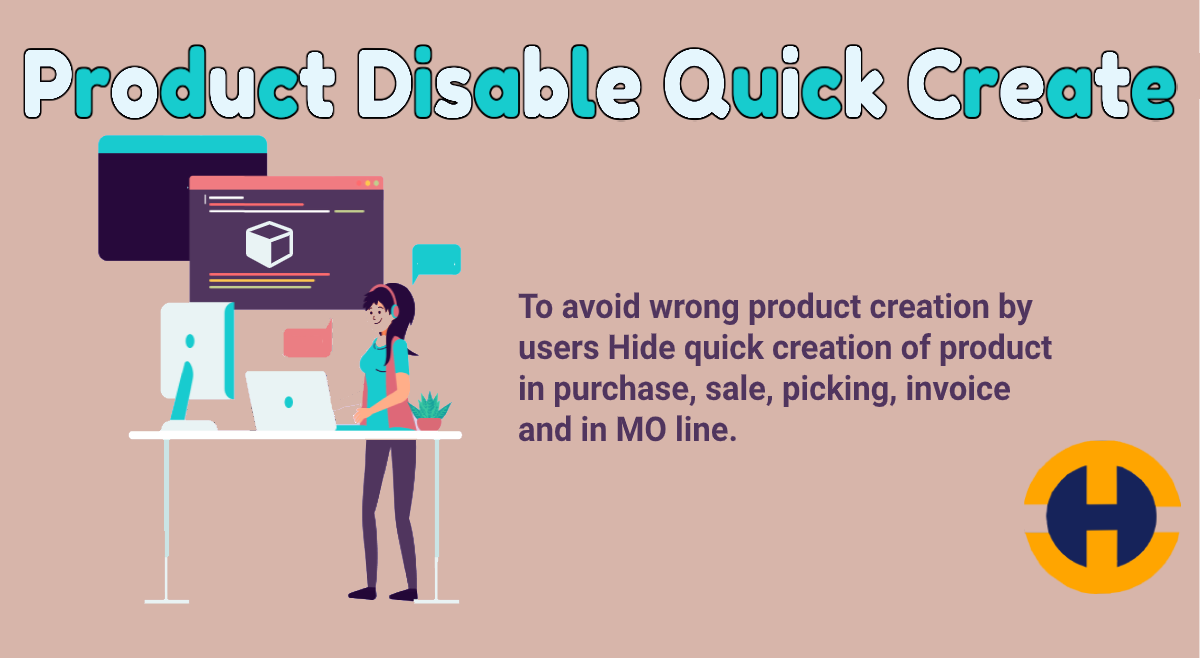 Product Disable Quick Create
To avoid wrong product creation by
users Hide quick creation of product
in purchase, sale, picking, invoice
and in MO line.
H